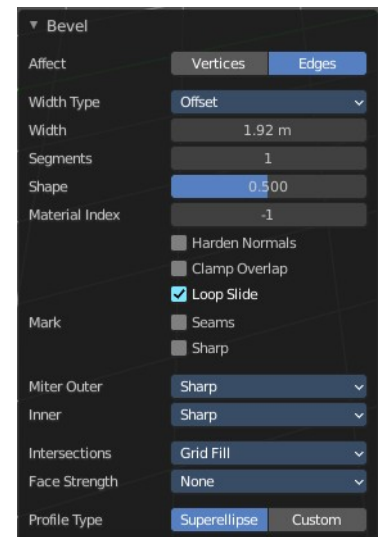 Bevel
Affect Vertices Edges
Width Type Offset
Width 1.92 m
Segments 1
Shape 0.500
Material Index -1
Harden Normals
Clamp Overlap
Loop Slide
Mark Seams
Sharp
Miter Outer Sharp
Inner Sharp
Intersections Grid Fill
Face Strength None
Profile Type Superellipse Custom